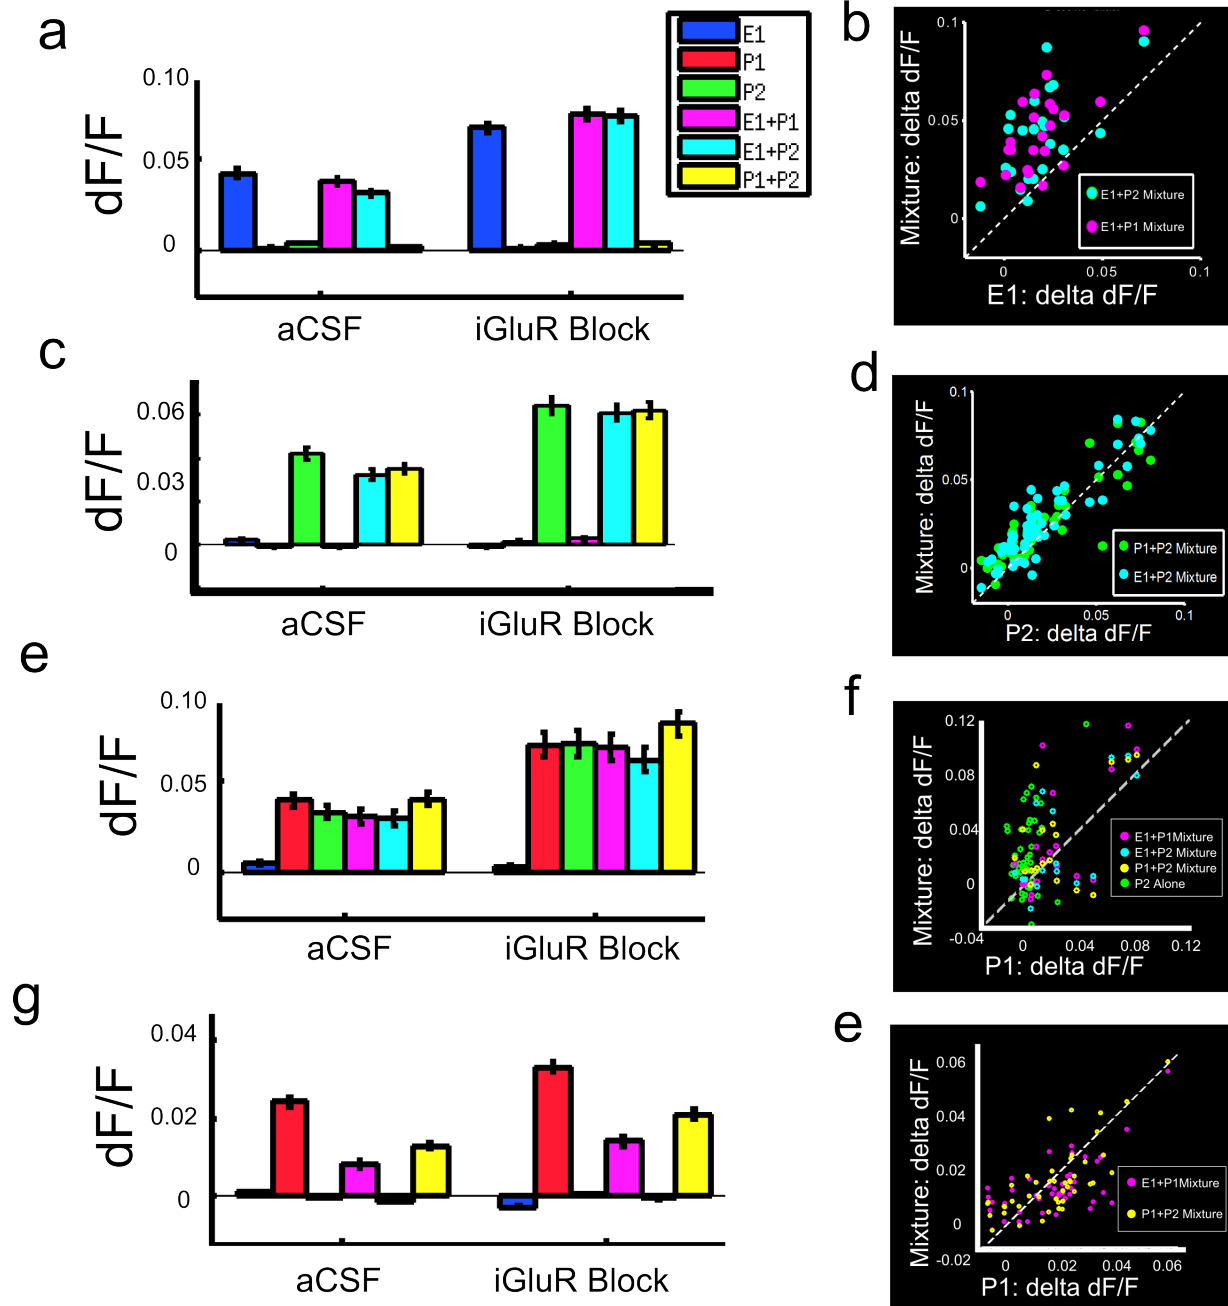 a
0.10
0.05
0
dF/F
aCSF
iGluR Block
E1
P1
P2
E1+P1
E1+P2
P1+P2
b
0.1
0.05
0
Mixture: delta dF/F
E1+P2 Mixture
E1+P1 Mixture
0
0.05
0.1
E1: delta dF/F
c
0.06
0.03
0
dF/F
aCSF
iGluR Block
d
0.1
0.05
0
Mixture: delta dF/F
P1+P2 Mixture
E1+P2 Mixture
0
0.05
0.1
P2: delta dF/F
e
0.10
0.05
0
dF/F
aCSF
iGluR Block
f
0.12
0.08
0.04
0
-0.04
Mixture: delta dF/F
E1+P1Mixture
E1+P2 Mixture
P1+P2 Mixture
P2 Alone
0
0.04
0.08
0.12
P1: delta dF/F
g
0.04
0.02
0
dF/F
aCSF
iGluR Block
e
0.06
0.04
0.02
0
-0.02
Mixture: delta dF/F
E1+P1Mixture
P1+P2 Mixture
0
0.02
0.04
0.06
P1: delta dF/F